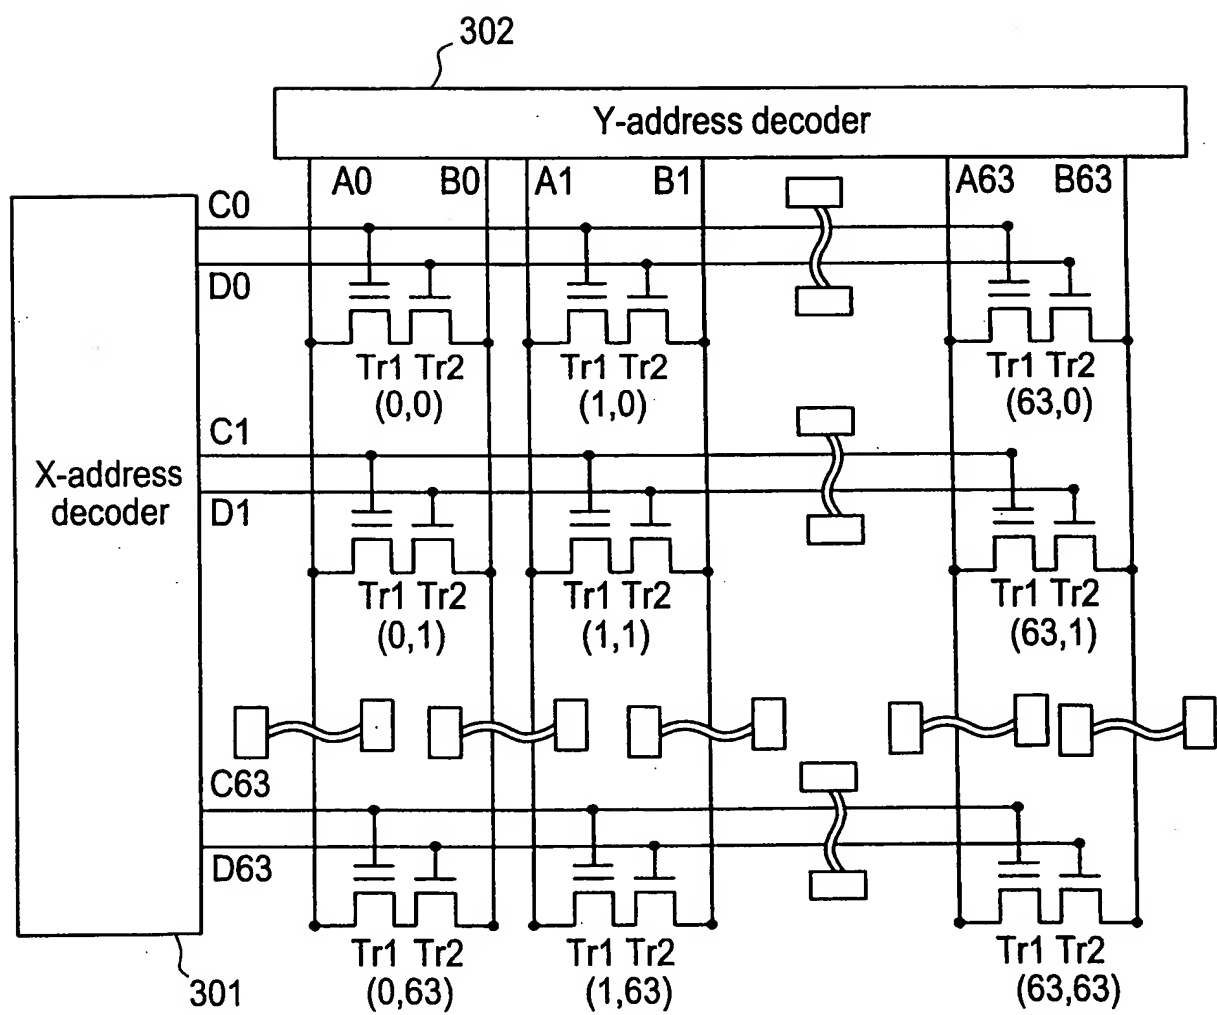 302
Y-address decoder
A0 B0 A1 B1 A63 B63
C0
D0
Tr1 Tr2 Tr1 Tr2 Tr1 Tr2
(0,0) (1,0) (63,0)
C1
X-address
decoder
D1
Tr1 Tr2 Tr1 Tr2 Tr1 Tr2
(0,1) (1,1) (63,1)
C63
D63
Tr1 Tr2 Tr1 Tr2 Tr1 Tr2
(0,63) (1,63) (63,63)
301